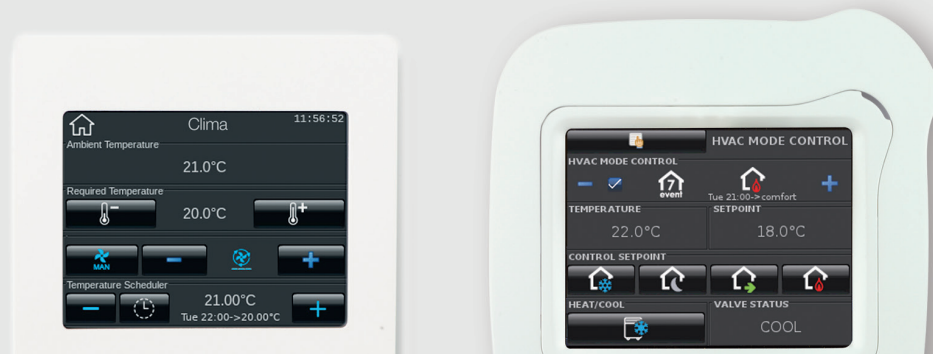 Clima
11:56:52
Ambient Temperature
21.0°C
Required Temperature
20.0°C
MAN
Temperature Scheduler
21.00°C
Tue 22:00->20.00°C
HVAC MODE CONTROL
HVAC MODE CONTROL
7
event
Tue 21:00->comfort
TEMPERATURE
SETPOINT
22.0°C
18.0°C
CONTROL SETPOINT
HEAT/COOL
VALVE STATUS
COOL